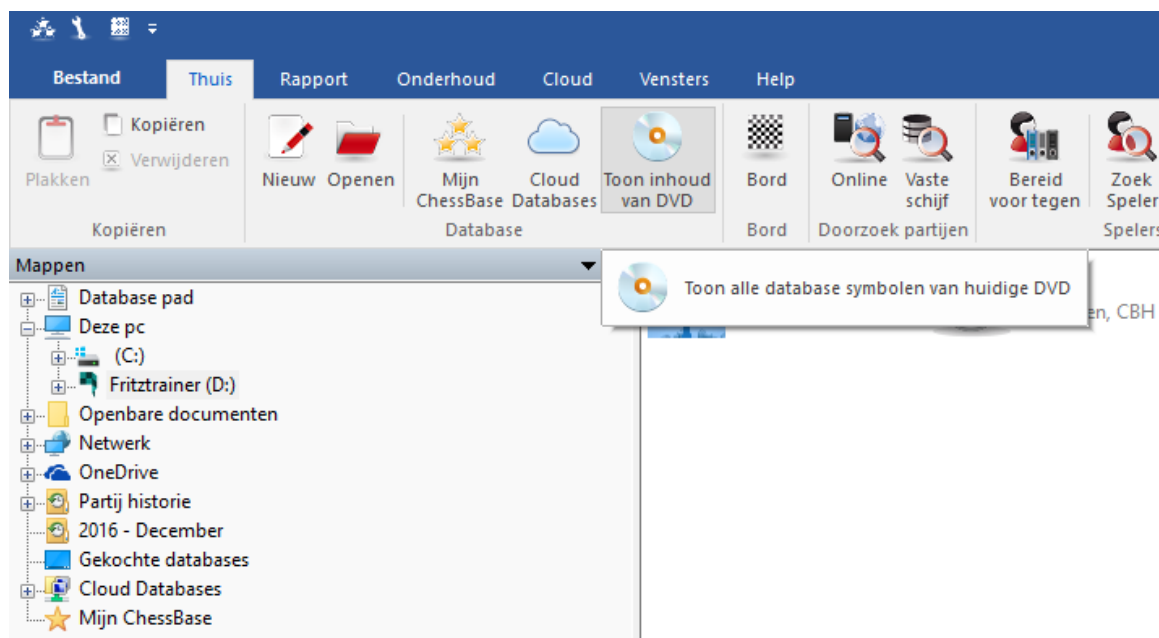 Bestand Thuis Rapport Onderhoud Cloud Vensters Help
Plakken
Kopiëren
Verwijderen
Kopiëren
Nieuw
Openen
Mijn
ChessBase
Cloud
Databases
Toon inhoud
van DVD
Database
Bord
Bord
Online
Vaste
schijf
Doorzoek partijen
Bereid
voor tegen
Zoek
Speler
Spelers
Mappen
Database pad
Deze pc
(C:)
Fritztrainer (D:)
Openbare documenten
Netwerk
OneDrive
Partij historie
2016 - December
Gekochte databases
Cloud Databases
Mijn ChessBase
Toon alle database symbolen van huidige DVD
en, CBH